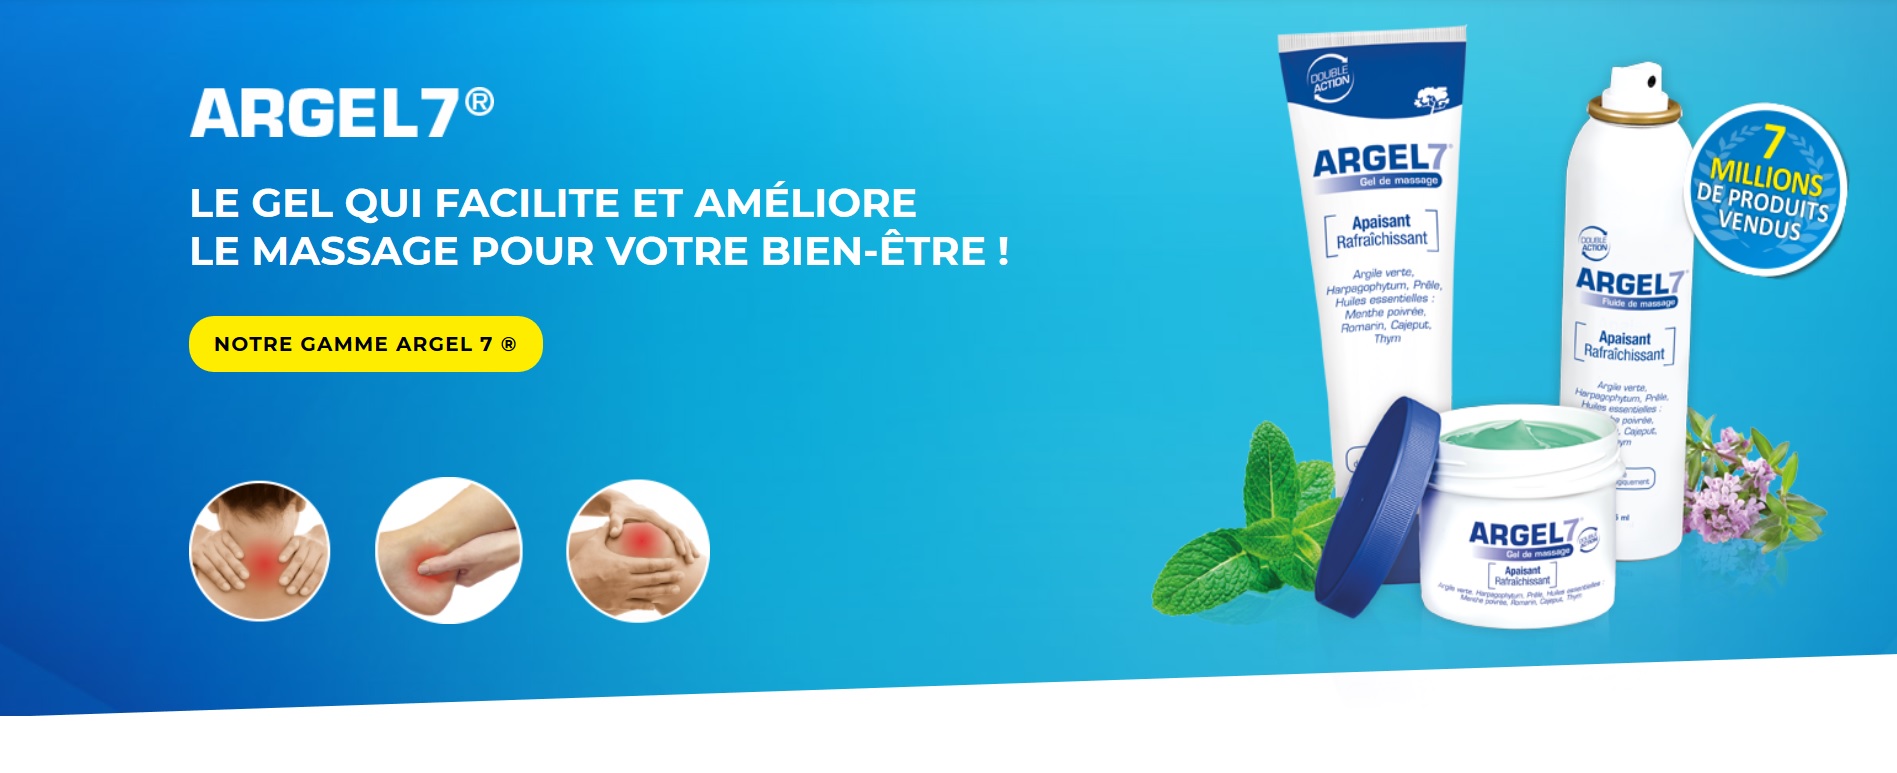 ARGEL7®
LE GEL QUI FACILITE ET AMÉLIORE
LE MASSAGE POUR VOTRE BIEN-ÊTRE !
NOTRE GAMME ARGEL 7 ®
DOUBLE
ACTION
ARGEL7
Gel de massage
Apaisant
Rafraîchissant
Argile verte,
Harpagophytum, Prêle,
Huiles essentielles :
Menthe poivrée,
Romarin, Cajeput,
Thym
7
MILLIONS
DE PRODUITS
VENDUS
DOUBLE
ACTION
ARGEL7
Fluide de massage
Apaisant
Rafraîchissant
Argile verte,
Harpagophytum, Prêle,
Huiles essentielles :
poivrée,
Cajeput,
ml
ARGEL7
DOUBLE
ACTION
Gel de massage
Apaisant
Rafraîchissant
Argile verte, Harpagophytum, Prêle, Huiles essentielles :
Menthe poivrée, Romarin, Cajeput, Thym